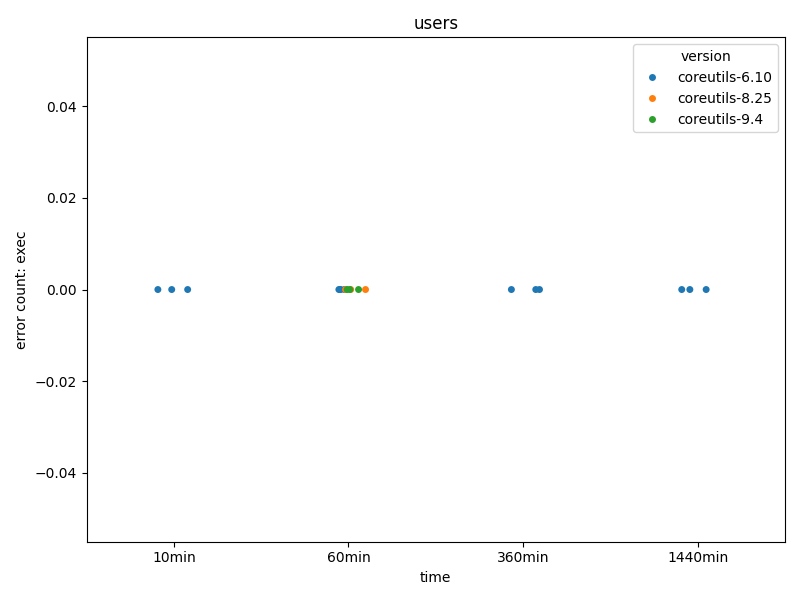 users
version
coreutils-6.10
coreutils-8.25
coreutils-9.4
0.04
0.02
0.00
−0.02
−0.04
error count: exec
10min
60min
360min
1440min
time